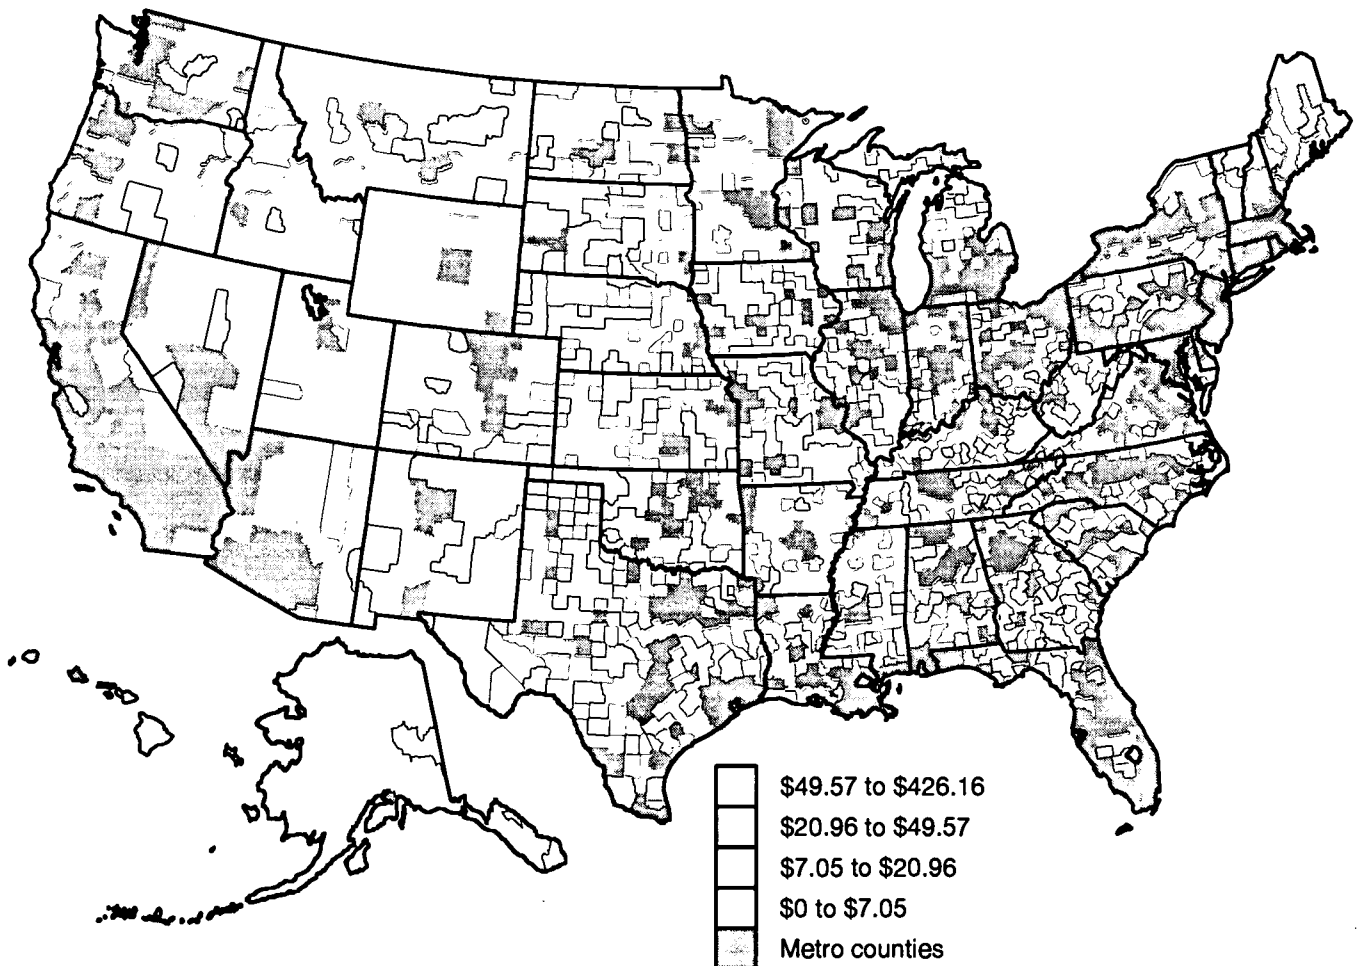 $49.57 to $426.16
$20.96 to $49.57
$7.05 to $20.96
$0 to $7.05
Metro counties